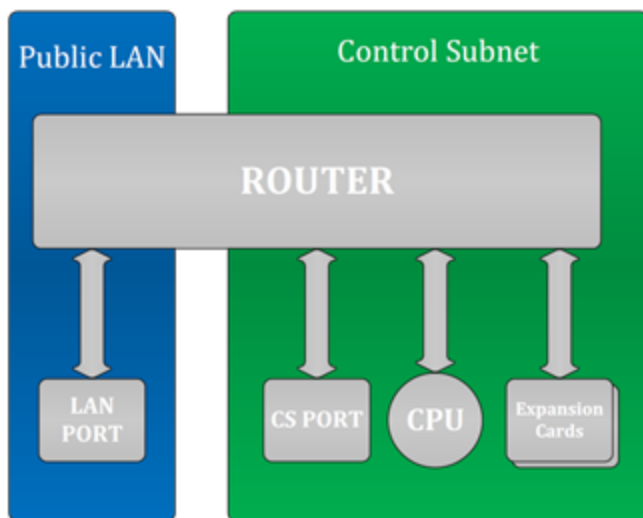 Public LAN
Control Subnet
ROUTER
LAN
PORT
CS PORT
CPU
Expansion
Cards